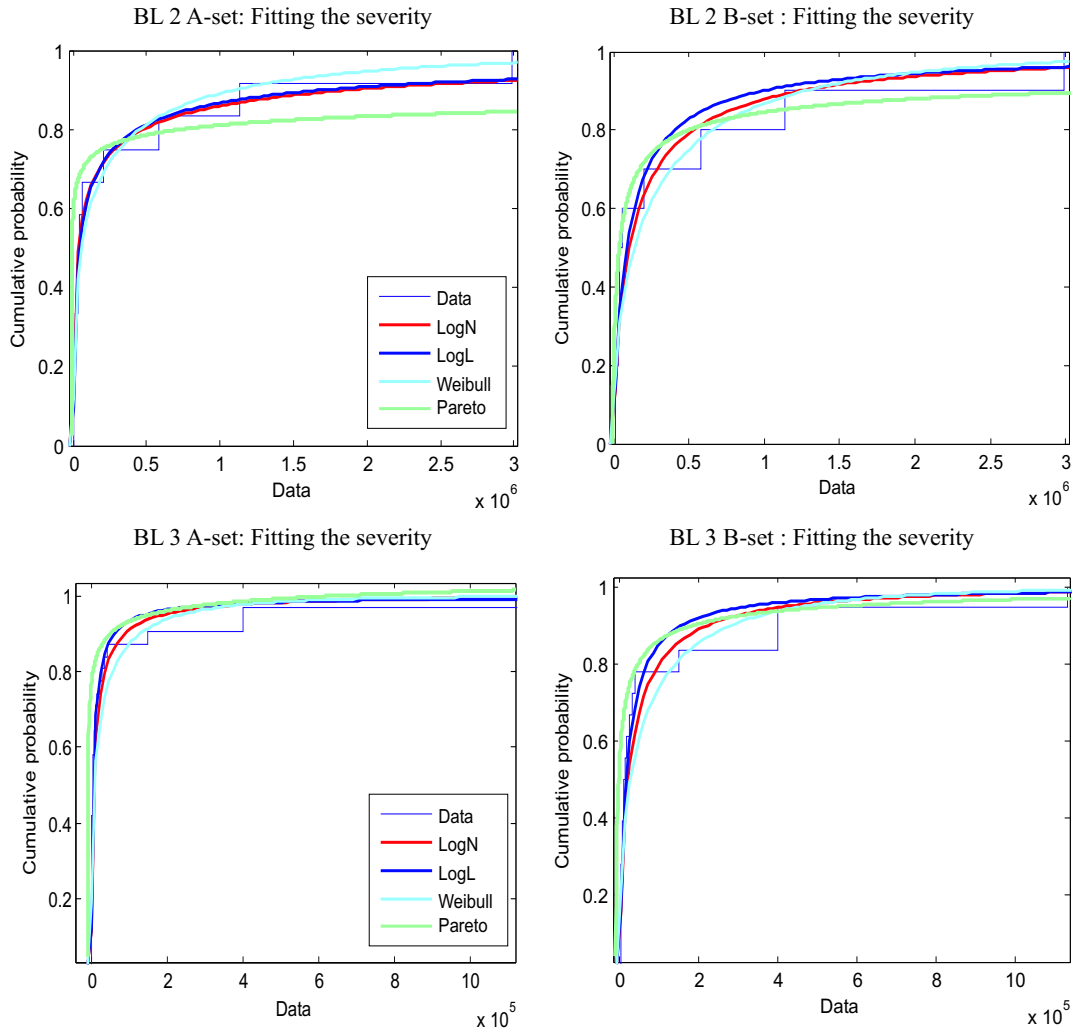 BL 2 A-set: Fitting the severity
1
0.8
0.6
0.4
0.2
0
Cumulative probability
Data
LogN
LogL
Weibull
Pareto
0 0.5 1 1.5 2 2.5 3
Data
x 10^6
BL 2 B-set : Fitting the severity
1
0.8
0.6
0.4
0.2
0
Cumulative probability
0 0.5 1 1.5 2 2.5 3
Data
x 10^6
BL 3 A-set: Fitting the severity
1
0.8
0.6
0.4
0.2
Cumulative probability
Data
LogN
LogL
Weibull
Pareto
0 2 4 6 8 10
Data
x 10^5
BL 3 B-set : Fitting the severity
1
0.8
0.6
0.4
0.2
Cumulative probability
0 2 4 6 8 10
Data
x 10^5